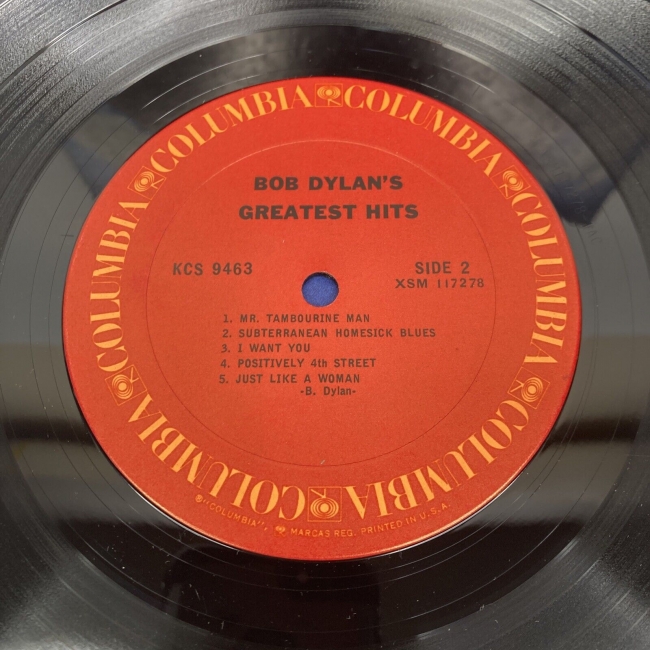 COLUMBIA COLUMBIA COLUMBIA COLUMBIA COLUMBIA COLUMBIA COLUMBIA COLUMBIA
BOB DYLAN'S
GREATEST HITS
KCS 9463
SIDE 2
XSM 117278
1. MR. TAMBOURINE MAN
2. SUBTERRANEAN HOMESICK BLUES
3. I WANT YOU
4. POSITIVELY 4th STREET
5. JUST LIKE A WOMAN
-B. Dylan-
® "COLUMBIA", MARCAS REG. PRINTED IN U.S.A.